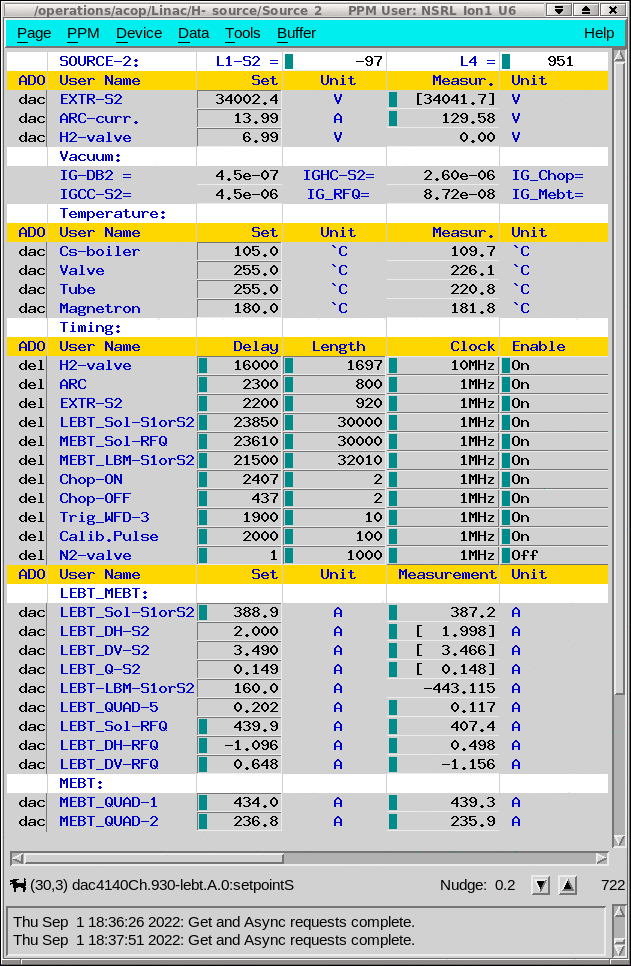 /operations/acop/Linac/H- source/Source 2 PPM User: NSRL Ion1 U6
Page PPM Device Data Tools Buffer Help
SOURCE-2: L1-S2 = -97 L4 = 951
ADO User Name Set Unit Measur. Unit
dac EXTR-S2 34002.4 V [34041.7] V
dac ARC-curr. 13.99 A 129.58 V
dac H2-valve 6.99 V 0.00 V
Vacuum:
IG-DB2 = 4.5e-07 IGHC-S2= 2.60e-06 IG_Chop=
IGCC-S2= 4.5e-06 IG_RFQ= 8.72e-08 IG_Mebt=
Temperature:
ADO User Name Set Unit Measur. Unit
dac Cs-boiler 105.0 `C 109.7 `C
dac Valve 255.0 `C 226.1 `C
dac Tube 255.0 `C 220.8 `C
dac Magnetron 180.0 `C 181.8 `C
Timing:
ADO User Name Delay Length Clock Enable
del H2-valve 16000 1697 10MHz On
del ARC 2300 800 1MHz On
del EXTR-S2 2200 920 1MHz On
del LEBT_Sol-S1orS2 23850 30000 1MHz On
del MEBT_Sol-RFQ 23610 30000 1MHz On
del MEBT_LBM-S1orS2 21500 32010 1MHz On
del Chop-ON 2407 2 1MHz On
del Chop-OFF 437 2 1MHz On
del Trig_WFD-3 1900 10 1MHz On
del Calib.Pulse 2000 100 1MHz On
del N2-valve 1 1000 1MHz Off
ADO User Name Set Unit Measurement Unit
LEBT_MEBT:
dac LEBT_Sol-S1orS2 388.9 A 387.2 A
dac LEBT_DH-S2 2.000 A [ 1.998] A
dac LEBT_DV-S2 3.490 A [ 3.466] A
dac LEBT_Q-S2 0.149 A [ 0.148] A
dac LEBT-LBM-S1orS2 160.0 A -443.115 A
dac LEBT_QUAD-5 0.202 A 0.117 A
dac LEBT_Sol-RFQ 439.9 A 407.4 A
dac LEBT_DH-RFQ -1.096 A 0.498 A
dac LEBT_DV-RFQ 0.648 A -1.156 A
MEBT:
dac MEBT_QUAD-1 434.0 A 439.3 A
dac MEBT_QUAD-2 236.8 A 235.9 A
(30,3) dac4140Ch.930-lebt.A.0:setpointS Nudge: 0.2 722
Thu Sep 1 18:36:26 2022: Get and Async requests complete.
Thu Sep 1 18:37:51 2022: Get and Async requests complete.